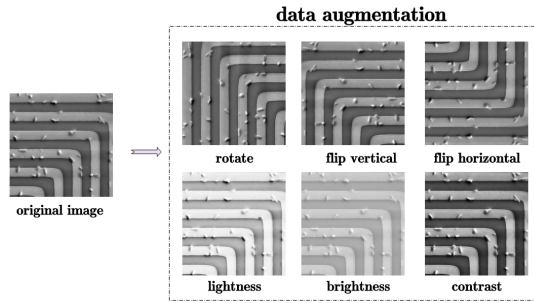 data augmentation
original image
rotate
flip vertical
flip horizontal
lightness
brightness
contrast